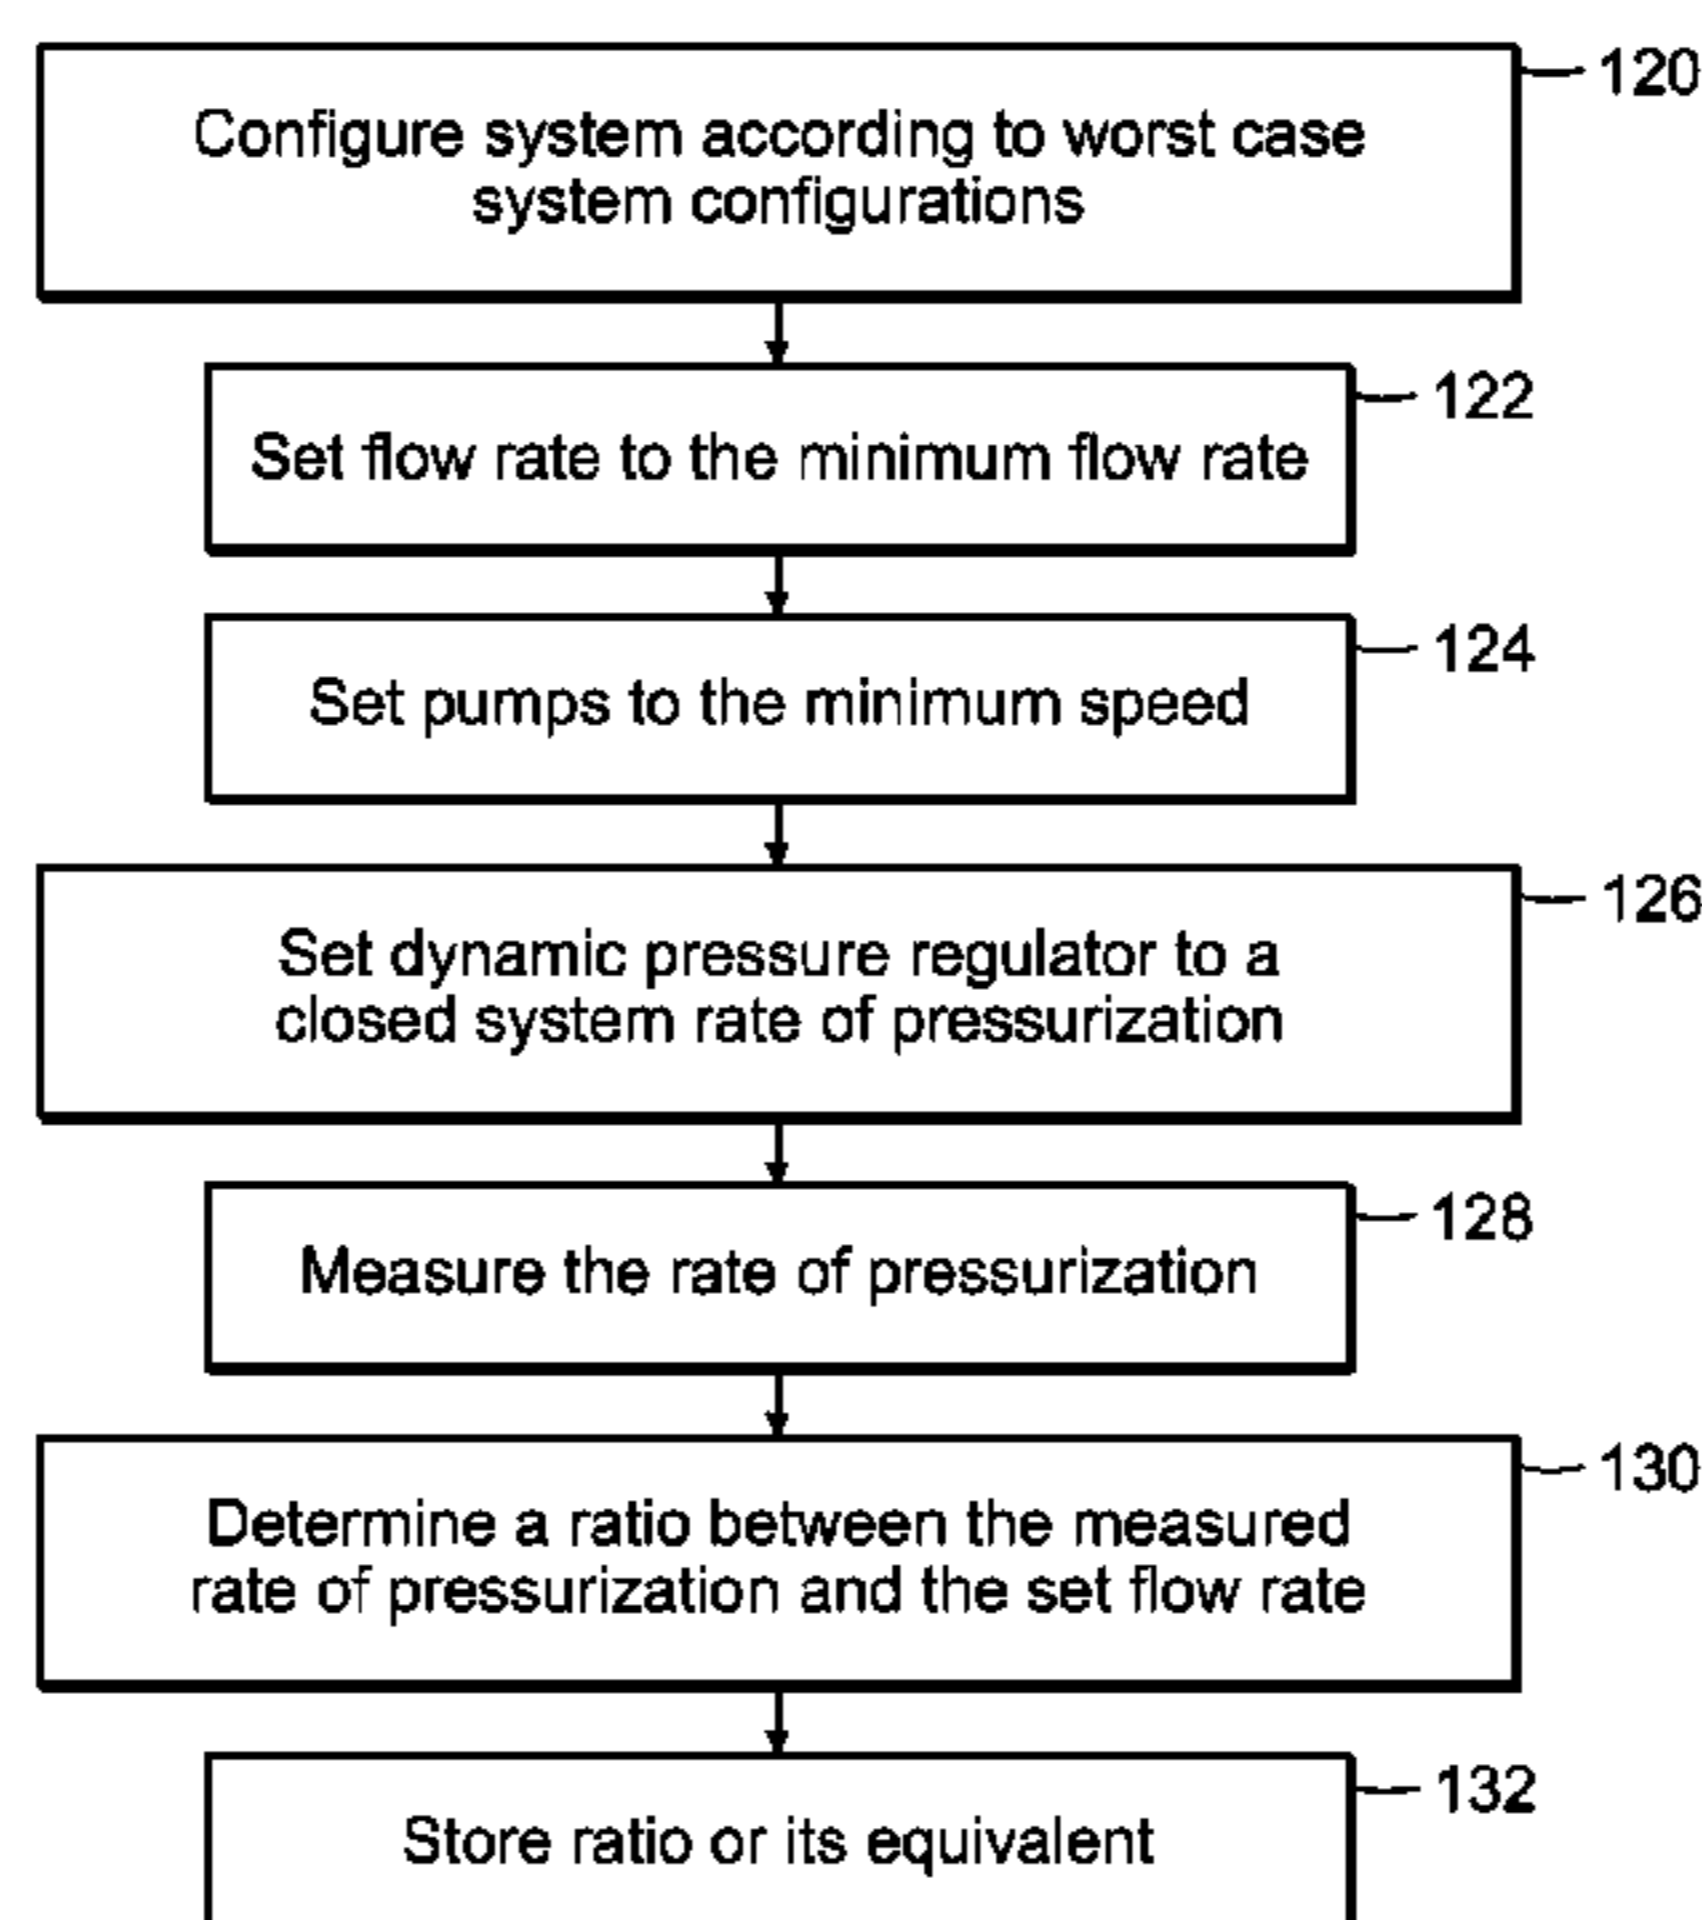 120
Configure system according to worst case
system configurations
122
Set flow rate to the minimum flow rate
124
Set pumps to the minimum speed
126
Set dynamic pressure regulator to a
closed system rate of pressurization
128
Measure the rate of pressurization
130
Determine a ratio between the measured
rate of pressurization and the set flow rate
132
Store ratio or its equivalent